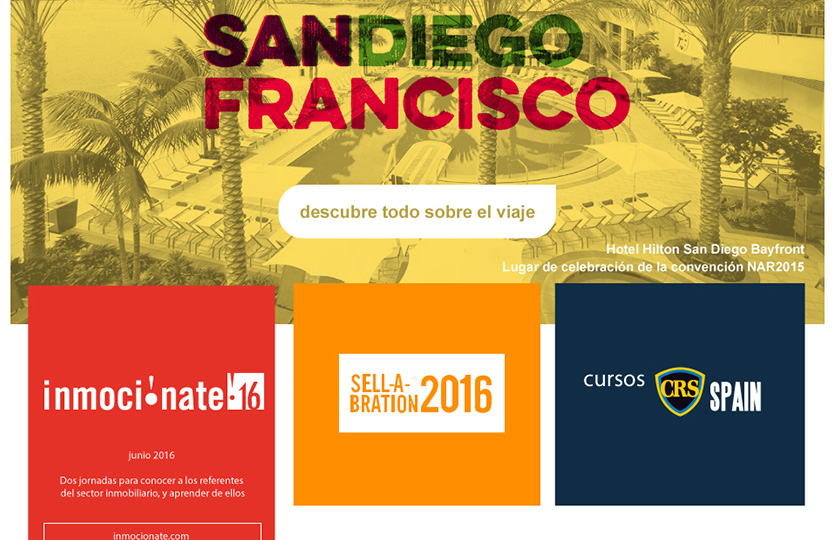 SANDIEGO
FRANCISCO
descubre todo sobre el viaje
Hotel Hilton San Diego Bayfront
Lugar de celebración de la convención NAR2015
inmoci!nate !16
junio 2016
Dos jornadas para conocer a los referentes
del sector inmobiliario, y aprender de ellos
inmocionate.com
SELL-A-
BRATION 2016
cursos CRS SPAIN